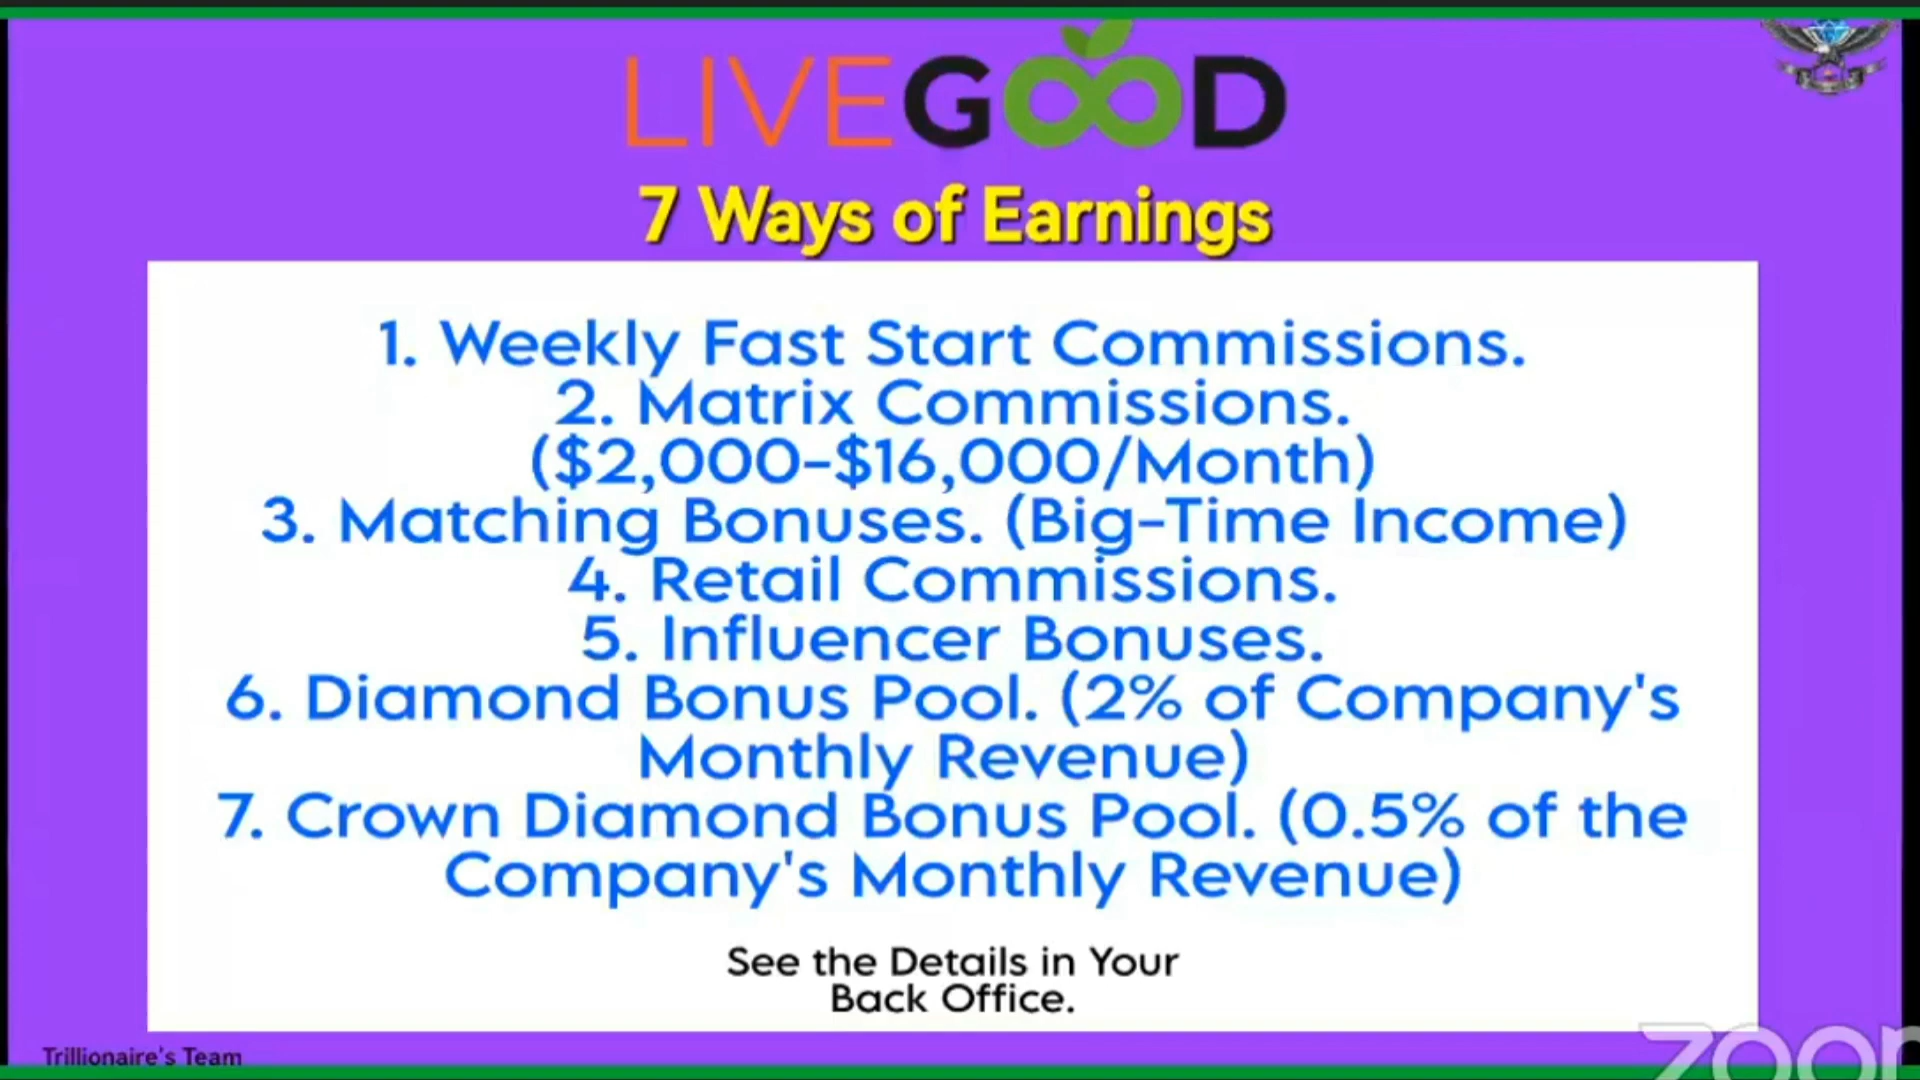 LIVEGOOD
7 Ways of Earnings
1. Weekly Fast Start Commissions.
2. Matrix Commissions.
($2,000-$16,000/Month)
3. Matching Bonuses. (Big-Time Income)
4. Retail Commissions.
5. Influencer Bonuses.
6. Diamond Bonus Pool. (2% of Company's
Monthly Revenue)
7. Crown Diamond Bonus Pool. (0.5% of the
Company's Monthly Revenue)
See the Details in Your
Back Office.
Trillionaire's Team
zoom